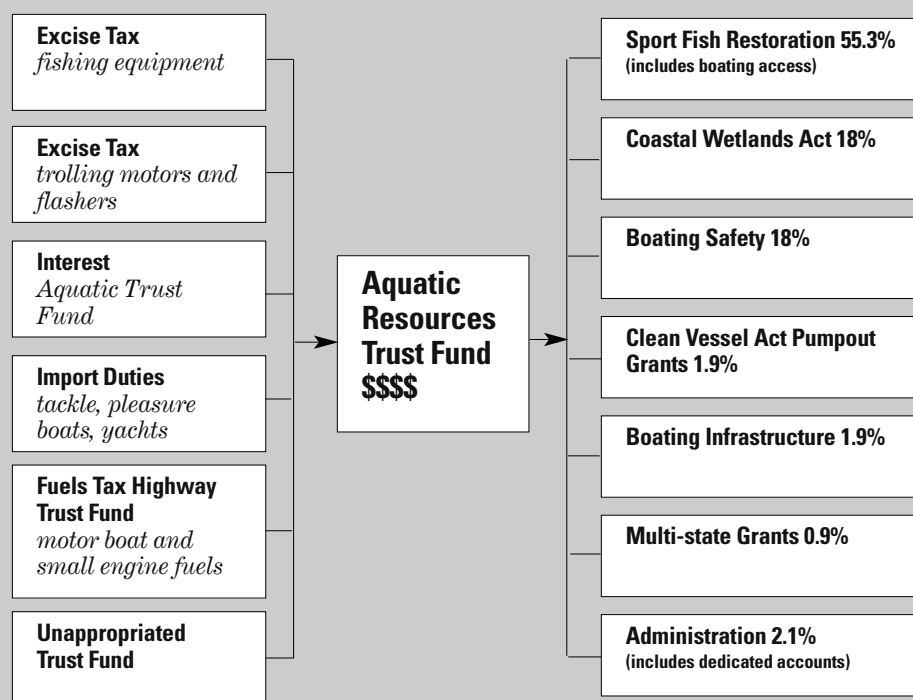 Excise Tax
fishing equipment
Excise Tax
trolling motors and
flashers
Interest
Aquatic Trust
Fund
Import Duties
tackle, pleasure
boats, yachts
Fuels Tax Highway
Trust Fund
motor boat and
small engine fuels
Unappropriated
Trust Fund
Aquatic
Resources
Trust Fund
$$$$
Sport Fish Restoration 55.3%
(includes boating access)
Coastal Wetlands Act 18%
Boating Safety 18%
Clean Vessel Act Pumpout
Grants 1.9%
Boating Infrastructure 1.9%
Multi-state Grants 0.9%
Administration 2.1%
(includes dedicated accounts)